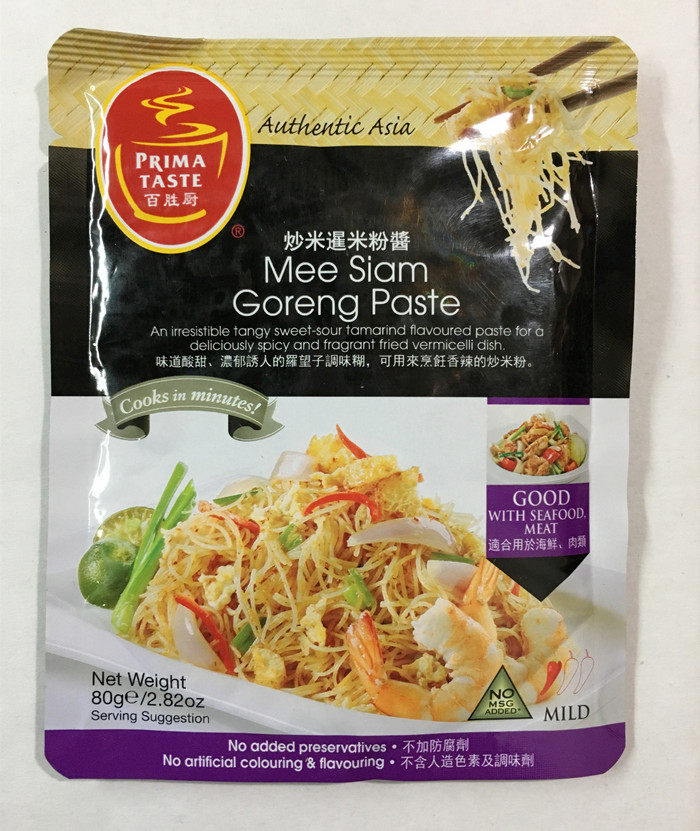 Authentic Asia
PRIMA
TASTE
百胜厨
®
炒米暹米粉醬
Mee Siam
Goreng Paste
An irresistible tangy sweet-sour tamarind flavoured paste for a
deliciously spicy and fragrant fried vermicelli dish.
味道酸甜、濃郁誘人的羅望子調味糊，可用來烹飪香辣的炒米粉。
Cooks in minutes!
GOOD
WITH SEAFOOD,
MEAT
適合用於海鮮、肉類
Net Weight
80g℮/2.82oz
Serving Suggestion
NO
MSG
ADDED*
MILD
No added preservatives • 不加防腐劑
No artificial colouring & flavouring • 不含人造色素及調味劑